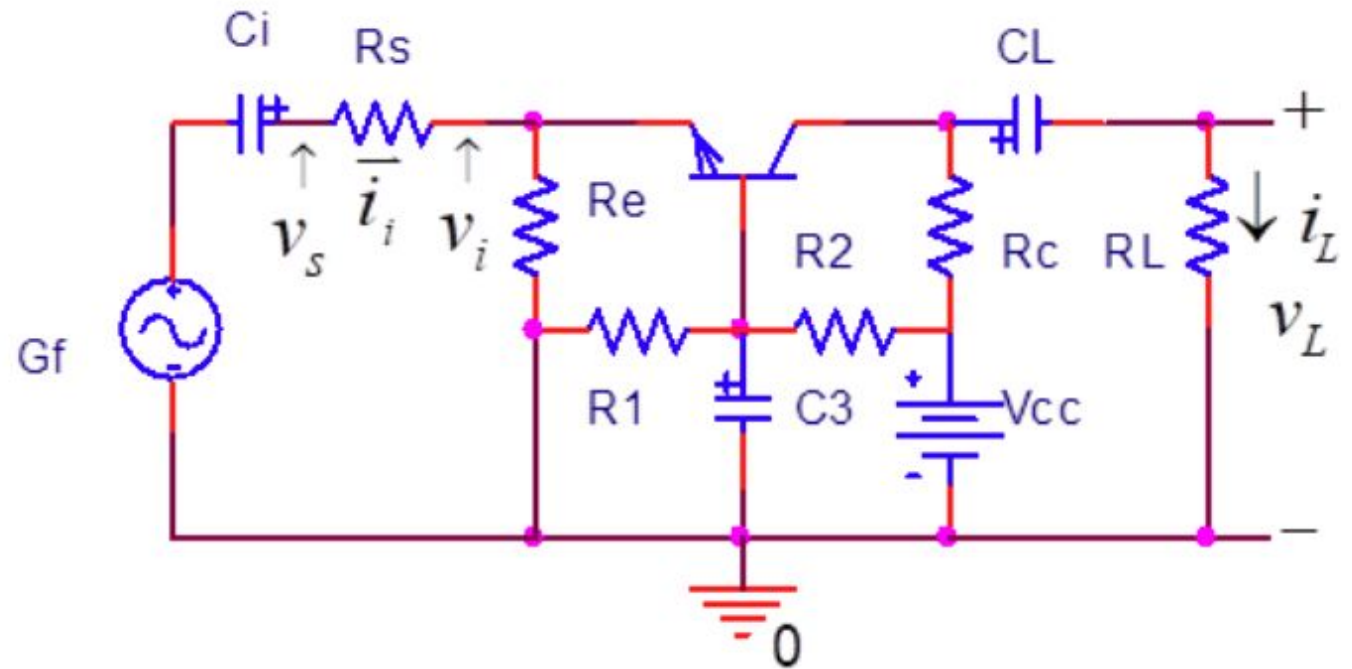 Ci
Rs
CL
+
+
+
v_s
i_i
v_i
Re
R2
Rc
RL
i_L
v_L
Gf
+
-
R1
+
C3
+
Vcc
-
−
0